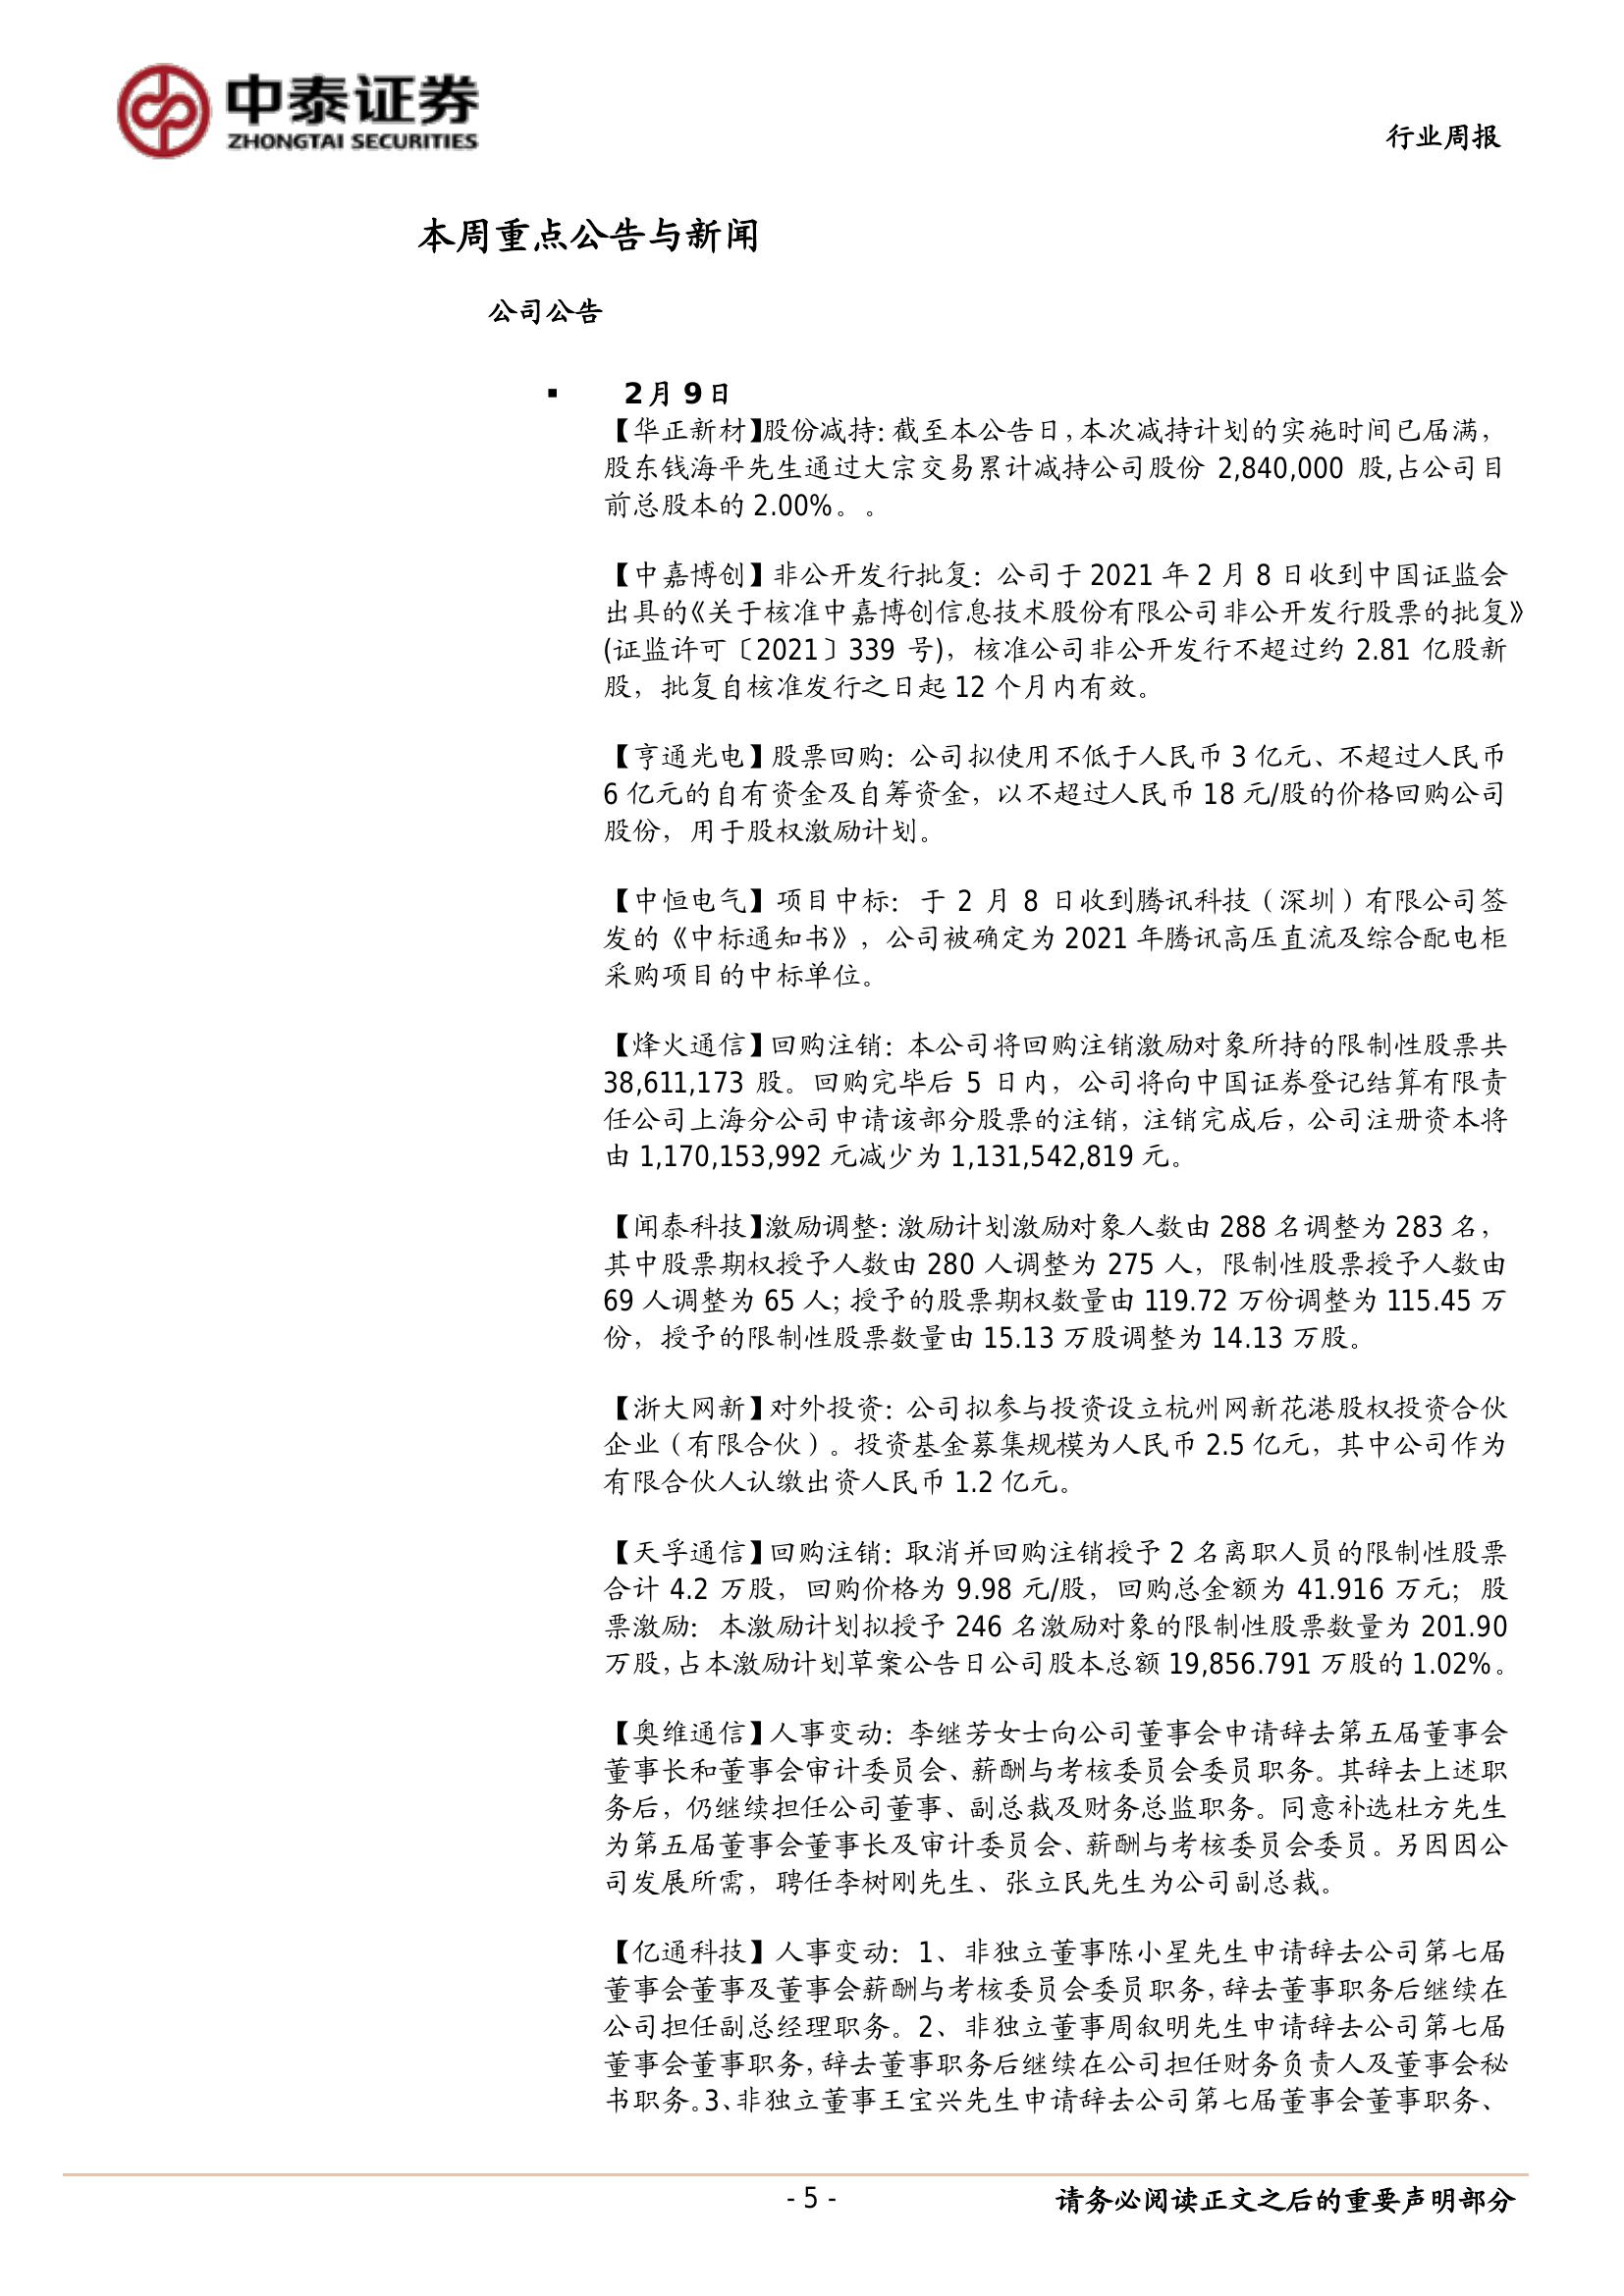 中泰证券
ZHONGTAI SECURITIES
行业周报
本周重点公告与新闻
公司公告
▪ 2月9日
【华正新材】股份减持：截至本公告日，本次减持计划的实施时间已届满，
股东钱海平先生通过大宗交易累计减持公司股份 2,840,000 股,占公司目
前总股本的 2.00%。。
【中嘉博创】非公开发行批复：公司于 2021 年 2 月 8 日收到中国证监会
出具的《关于核准中嘉博创信息技术股份有限公司非公开发行股票的批复》
(证监许可〔2021〕339 号)，核准公司非公开发行不超过约 2.81 亿股新
股，批复自核准发行之日起 12 个月内有效。
【亨通光电】股票回购：公司拟使用不低于人民币 3 亿元、不超过人民币
6 亿元的自有资金及自筹资金，以不超过人民币 18 元/股的价格回购公司
股份，用于股权激励计划。
【中恒电气】项目中标：于 2 月 8 日收到腾讯科技（深圳）有限公司签
发的《中标通知书》，公司被确定为 2021 年腾讯高压直流及综合配电柜
采购项目的中标单位。
【烽火通信】回购注销：本公司将回购注销激励对象所持的限制性股票共
38,611,173 股。回购完毕后 5 日内，公司将向中国证券登记结算有限责
任公司上海分公司申请该部分股票的注销，注销完成后，公司注册资本将
由 1,170,153,992 元减少为 1,131,542,819 元。
【闻泰科技】激励调整：激励计划激励对象人数由 288 名调整为 283 名，
其中股票期权授予人数由 280 人调整为 275 人，限制性股票授予人数由
69 人调整为 65 人；授予的股票期权数量由 119.72 万份调整为 115.45 万
份，授予的限制性股票数量由 15.13 万股调整为 14.13 万股。
【浙大网新】对外投资：公司拟参与投资设立杭州网新花港股权投资合伙
企业（有限合伙）。投资基金募集规模为人民币 2.5 亿元，其中公司作为
有限合伙人认缴出资人民币 1.2 亿元。
【天孚通信】回购注销：取消并回购注销授予 2 名离职人员的限制性股票
合计 4.2 万股，回购价格为 9.98 元/股，回购总金额为 41.916 万元；股
票激励：本激励计划拟授予 246 名激励对象的限制性股票数量为 201.90
万股，占本激励计划草案公告日公司股本总额 19,856.791 万股的 1.02%。
【奥维通信】人事变动：李继芳女士向公司董事会申请辞去第五届董事会
董事长和董事会审计委员会、薪酬与考核委员会委员职务。其辞去上述职
务后，仍继续担任公司董事、副总裁及财务总监职务。同意补选杜方先生
为第五届董事会董事长及审计委员会、薪酬与考核委员会委员。另因因公
司发展所需，聘任李树刚先生、张立民先生为公司副总裁。
【亿通科技】人事变动：1、非独立董事陈小星先生申请辞去公司第七届
董事会董事及董事会薪酬与考核委员会委员职务，辞去董事职务后继续在
公司担任副总经理职务。2、非独立董事周叙明先生申请辞去公司第七届
董事会董事职务，辞去董事职务后继续在公司担任财务负责人及董事会秘
书职务。3、非独立董事王宝兴先生申请辞去公司第七届董事会董事职务、
- 5 -
请务必阅读正文之后的重要声明部分